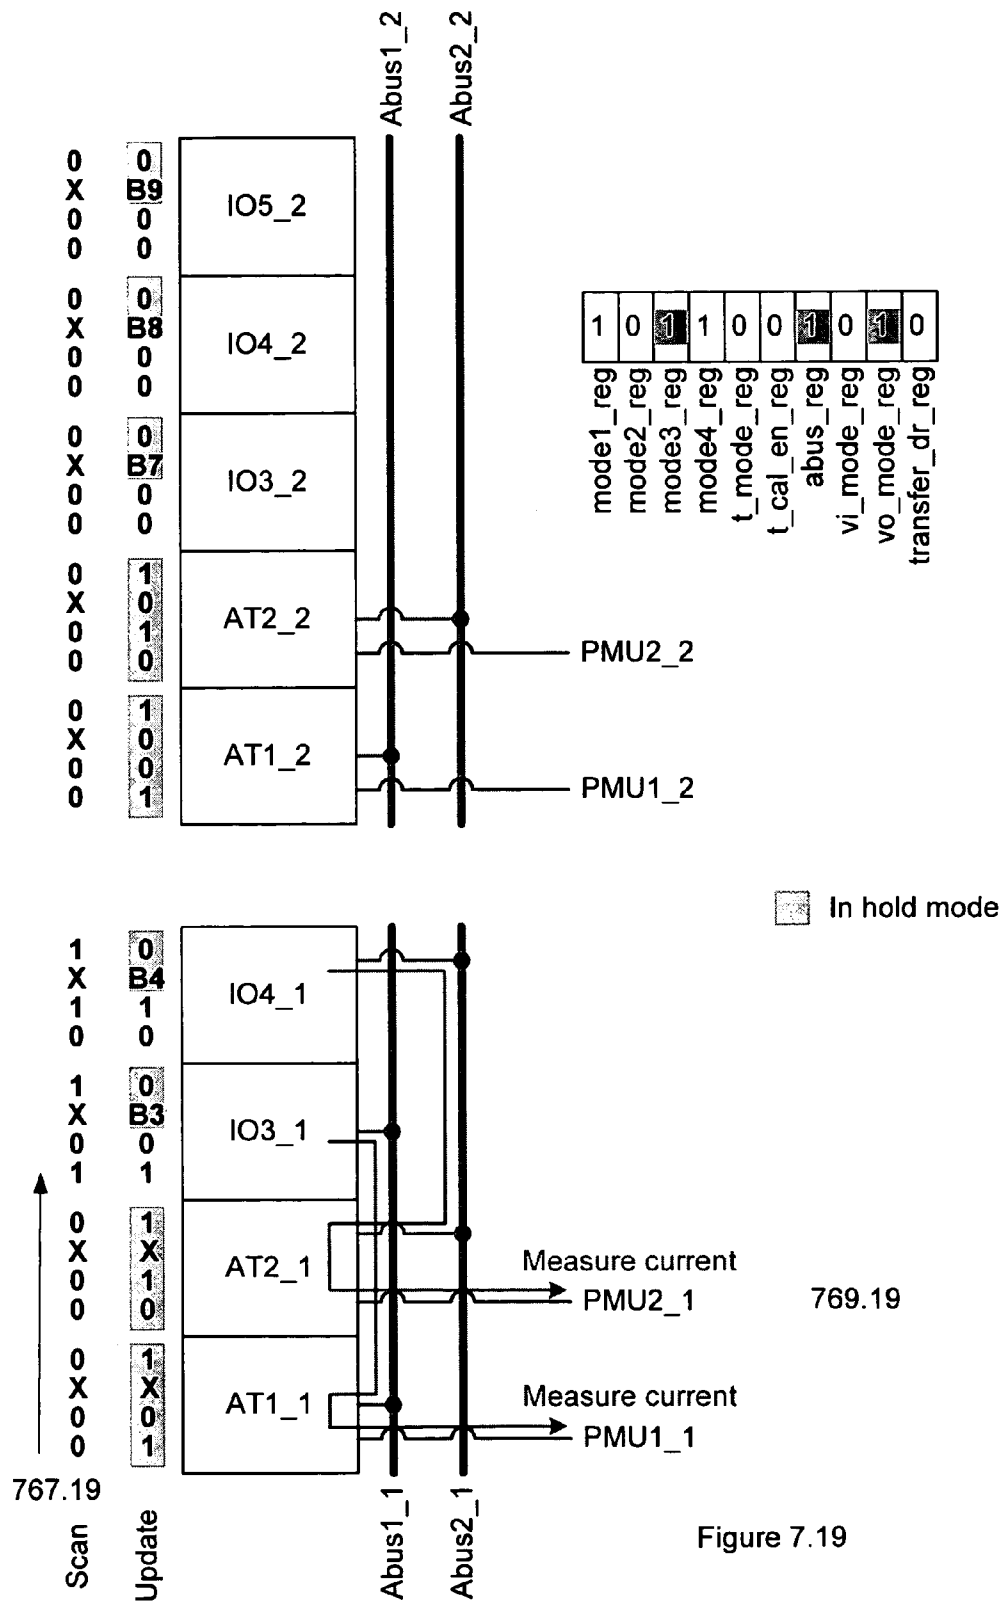 Abus1_2 Abus2_2
0 0
X B9 IO5_2
0 0
0 0
0 0
X B8 IO4_2
0 0
0 0
1 0 1 1 0 0 1 0 1 0
mode1_reg
mode2_reg
mode3_reg
mode4_reg
t_mode_reg
t_cal_en_reg
abus_reg
vi_mode_reg
vo_mode_reg
transfer_dr_reg
0 0
X B7 IO3_2
0 0
0 0
0 1
X 0 AT2_2
0 1
0 0 PMU2_2
0 1
X 0 AT1_2
0 0
0 1 PMU1_2
In hold mode
1 0
X B4 IO4_1
1 1
0 0
1 0
X B3 IO3_1
0 0
1 1
0 1
X X AT2_1 Measure current
0 1
0 0 PMU2_1 769.19
0 1
X X AT1_1 Measure current
0 0
0 1 PMU1_1
767.19
Scan Update Abus1_1 Abus2_1
Figure 7.19